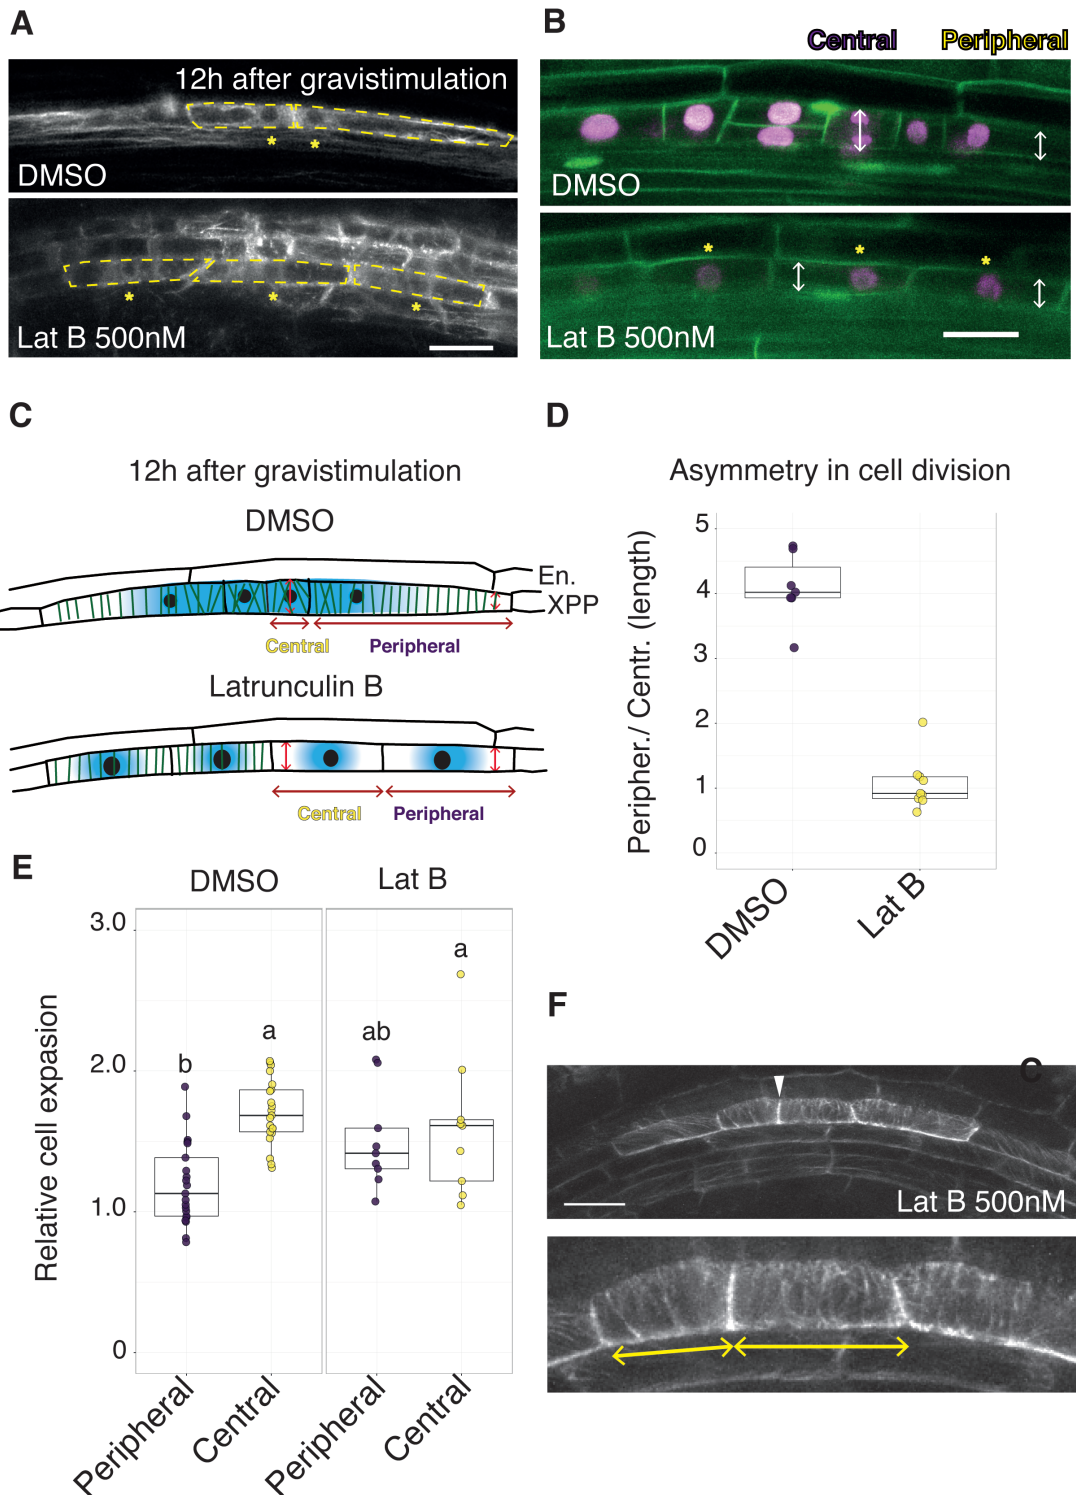 A
12h after gravistimulation
* *
DMSO
* * *
Lat B 500nM
B
Central Peripheral
DMSO
* * *
Lat B 500nM
C
12h after gravistimulation
DMSO
En.
XPP
Central Peripheral
Latrunculin B
Central Peripheral
D
Asymmetry in cell division
Peripher./ Centr. (length)
5
4
3
2
1
0
DMSO Lat B
E
DMSO Lat B
Relative cell expasion
3.0
2.0
1.0
0
b a ab a
Peripheral Central Peripheral Central
F
C
Lat B 500nM